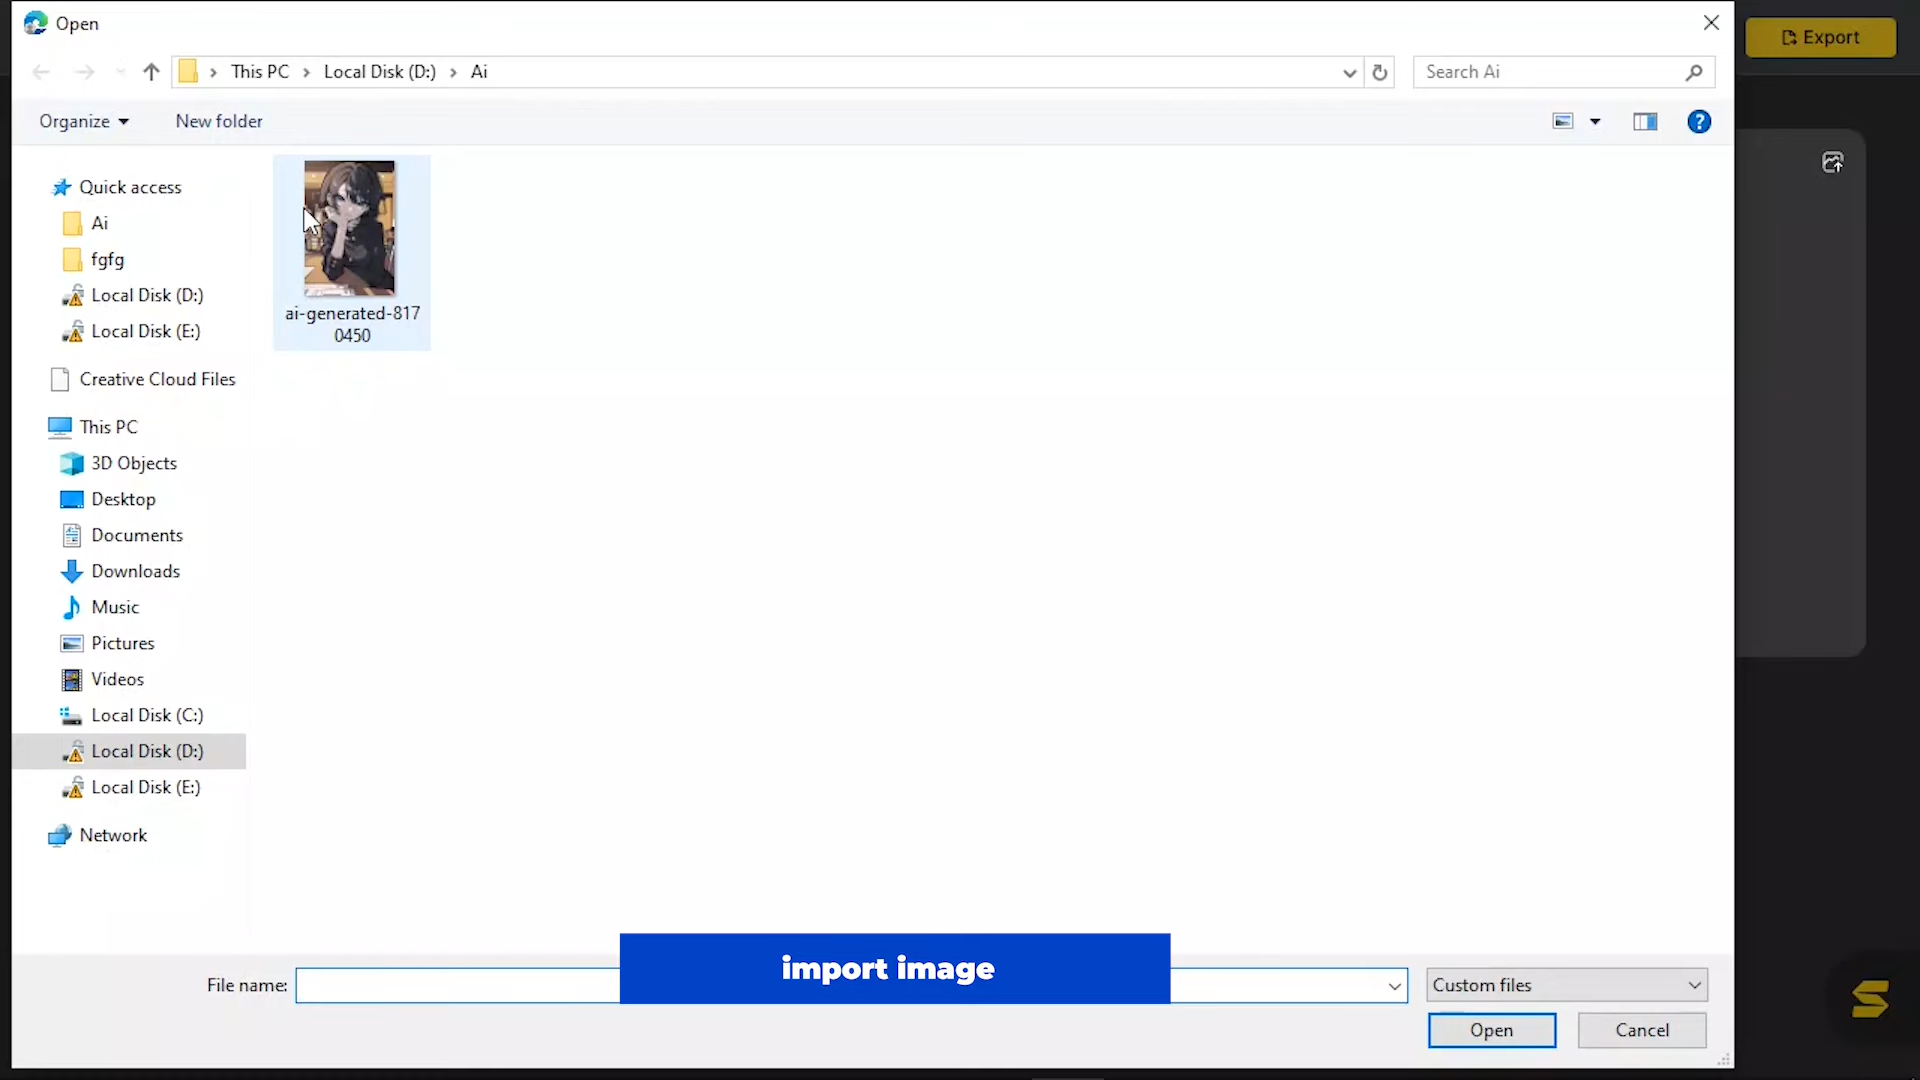 Open
Export
This PC
Local Disk (D:)
Ai
Search Ai
Organize
New folder
?
Quick access
Ai
fgfg
Local Disk (D:)
Local Disk (E:)
Creative Cloud Files
This PC
3D Objects
Desktop
Documents
Downloads
Music
Pictures
Videos
Local Disk (C:)
Local Disk (D:)
Local Disk (E:)
Network
ai-generated-817
0450
File name:
import image
Custom files
Open
Cancel